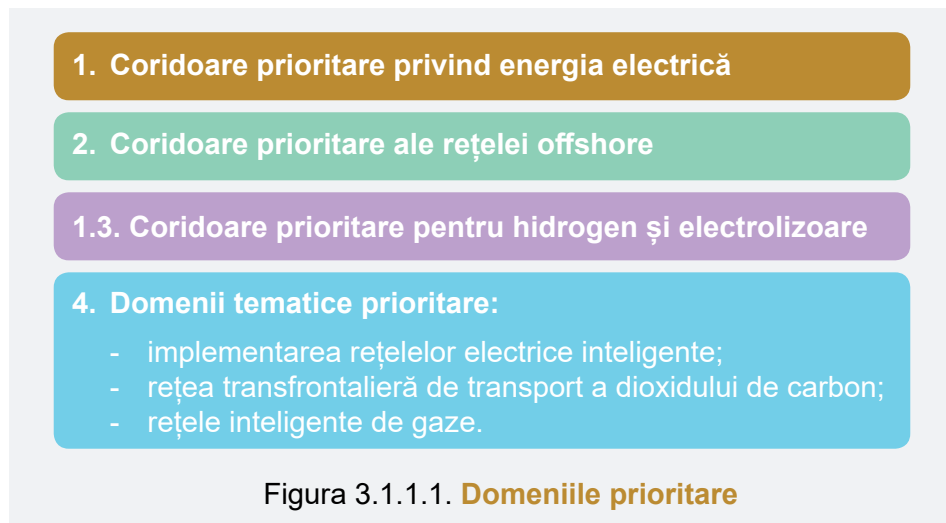 1. Coridoare prioritare privind energia electrică
2. Coridoare prioritare ale rețelei offshore
1.3. Coridoare prioritare pentru hidrogen și electrolizoare
4. Domenii tematice prioritare:
- implementarea rețelelor electrice inteligente;
- rețea transfrontalieră de transport a dioxidului de carbon;
- rețele inteligente de gaze.
Figura 3.1.1.1. Domeniile prioritare